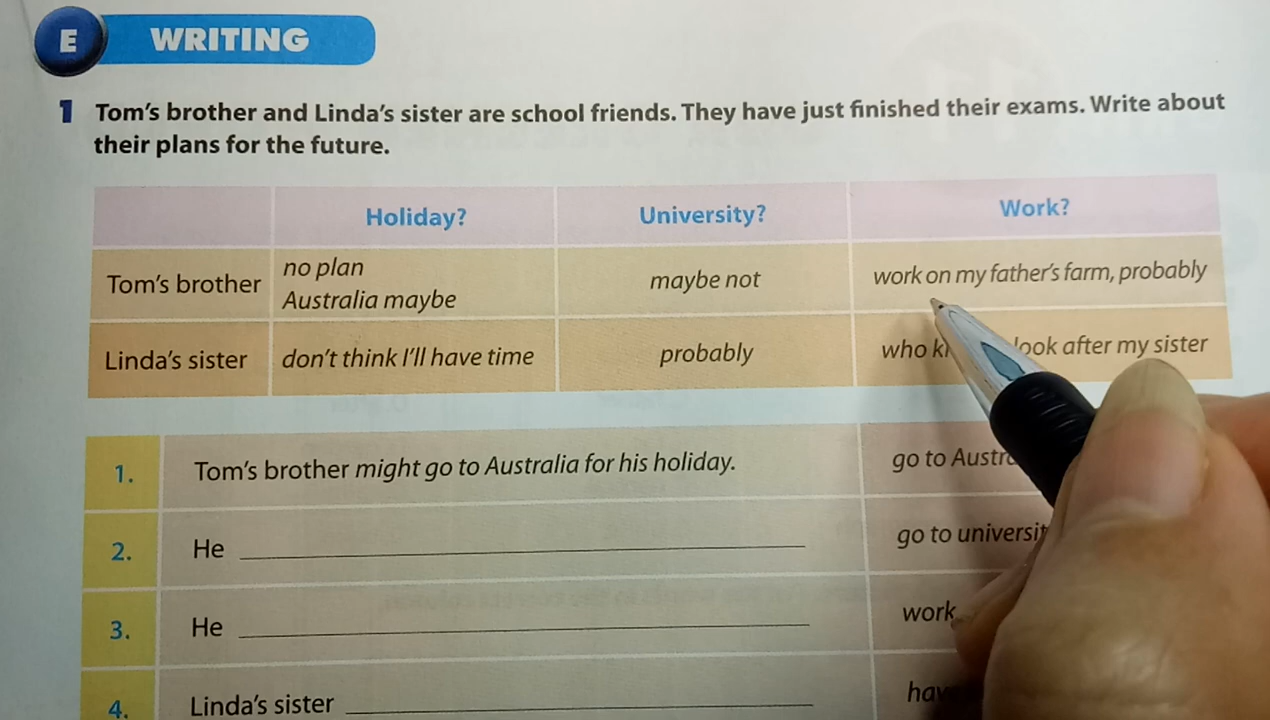 E WRITING
1 Tom's brother and Linda's sister are school friends. They have just finished their exams. Write about
their plans for the future.
Holiday? University? Work?
Tom's brother no plan
Australia maybe maybe not work on my father's farm, probably
Linda's sister don't think I'll have time probably who look after my sister
1. Tom's brother might go to Australia for his holiday. go to
2. He go to
3. He work
4. Linda's sister